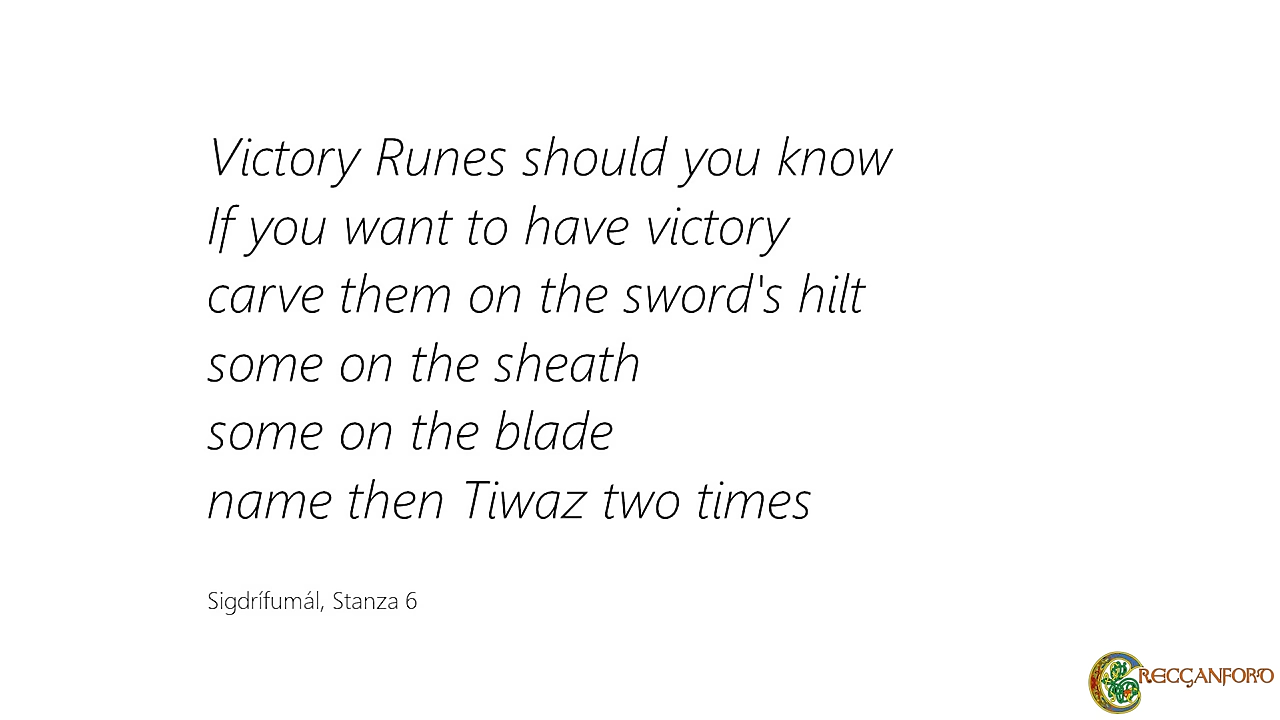 Victory Runes should you know
If you want to have victory
carve them on the sword's hilt
some on the sheath
some on the blade
name then Tiwaz two times
Sigdrífumál, Stanza 6
CRECGANFORD